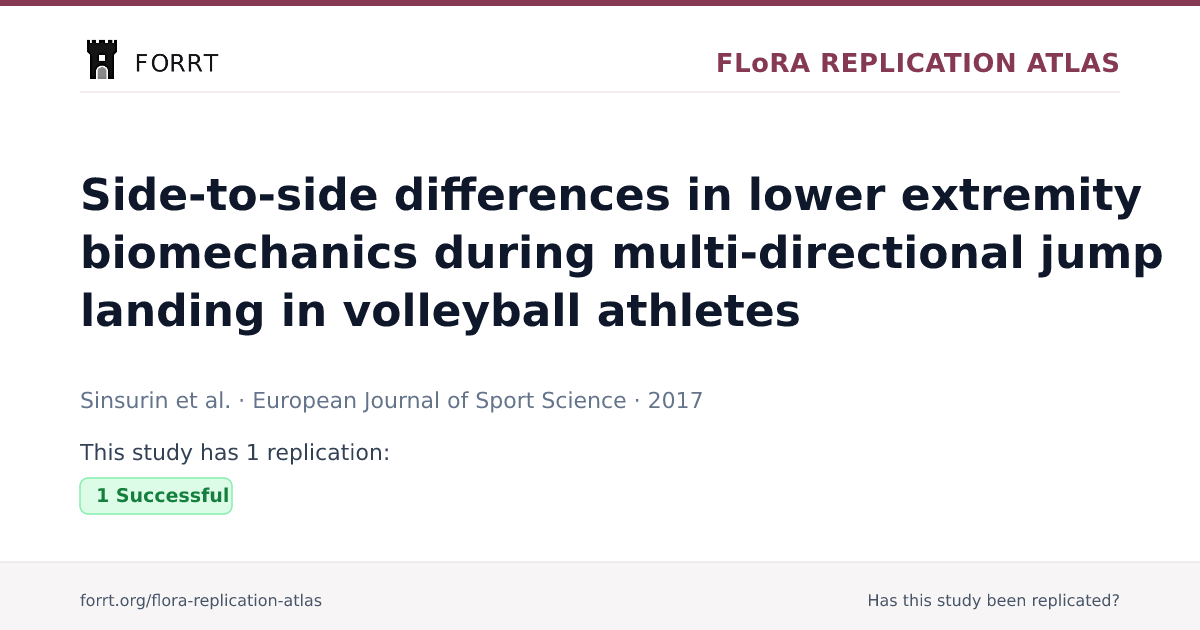 FORRT
FLoRA REPLICATION ATLAS
Side-to-side differences in lower extremity
biomechanics during multi-directional jump
landing in volleyball athletes
Sinsurin et al. · European Journal of Sport Science · 2017
This study has 1 replication:
1 Successful
forrt.org/flora-replication-atlas
Has this study been replicated?